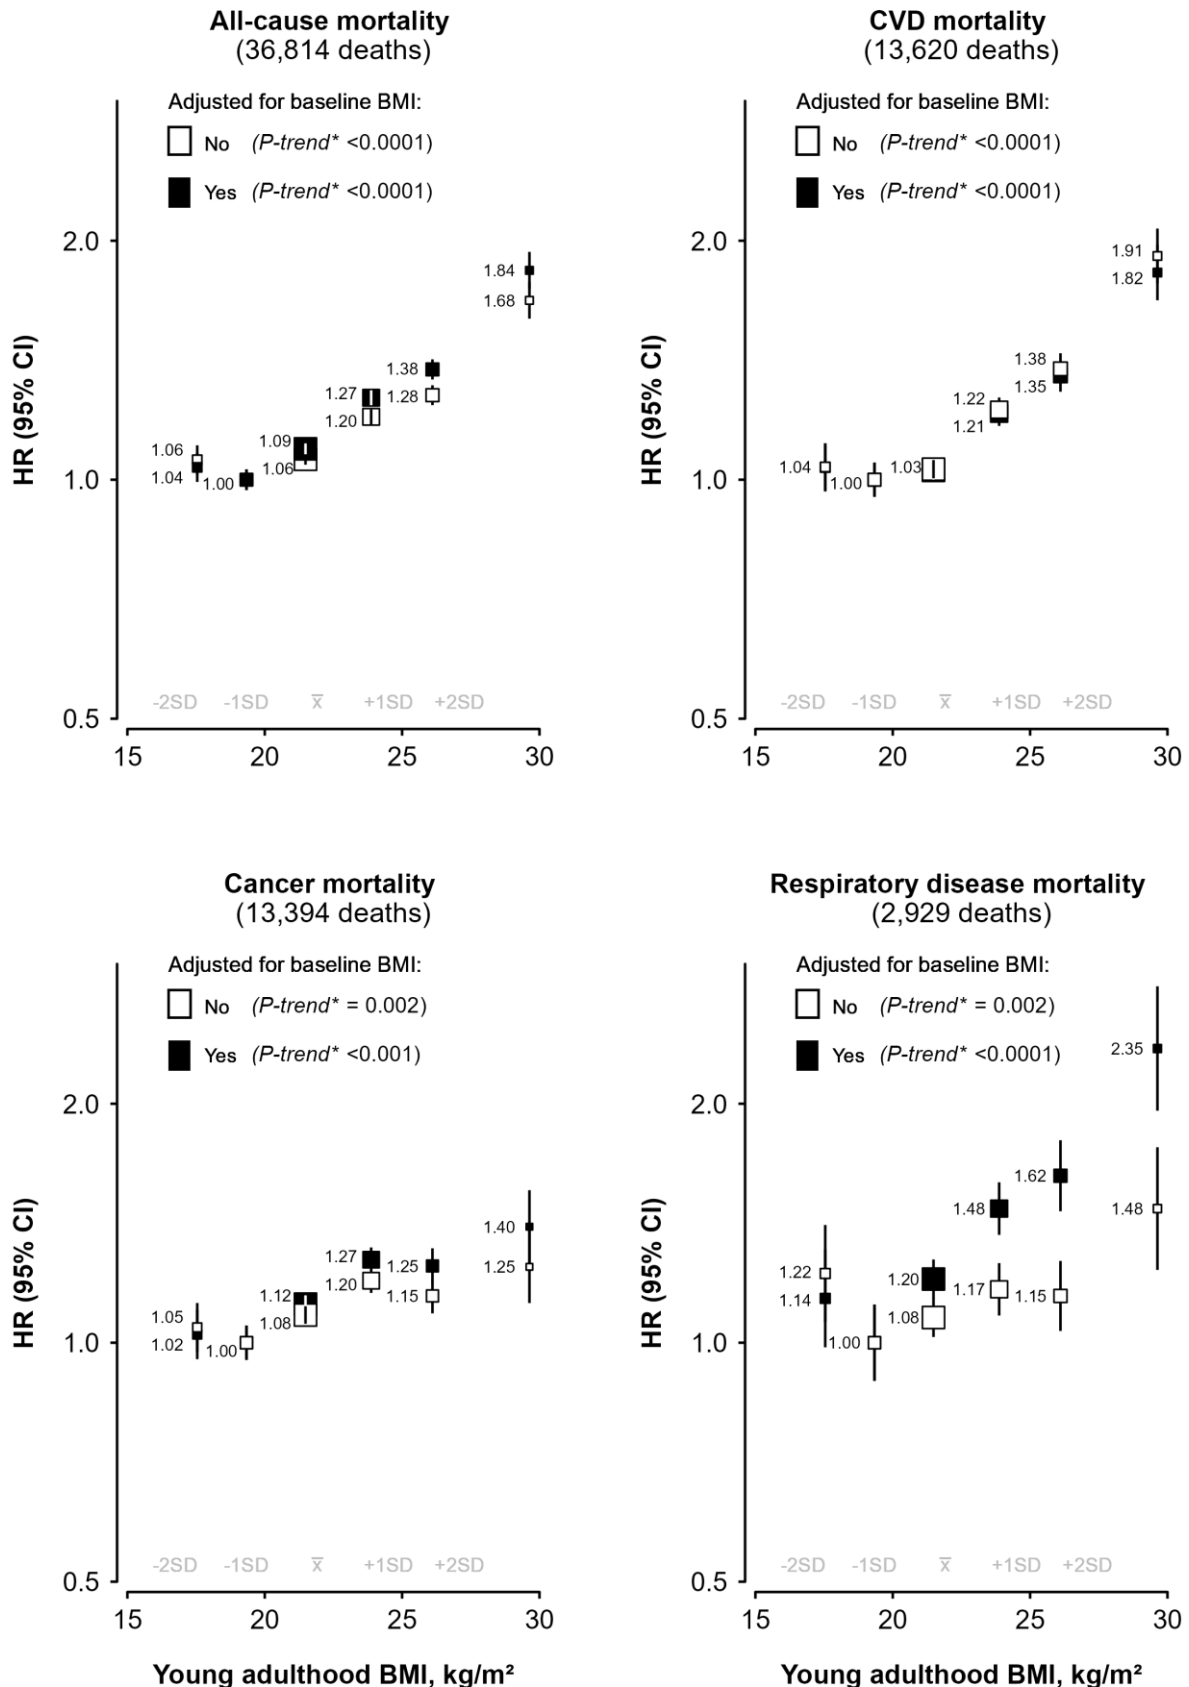 All-cause mortality
(36,814 deaths)
Adjusted for baseline BMI:
No (P-trend* <0.0001)
Yes (P-trend* <0.0001)
HR (95% CI)
2.0
1.0
0.5
1.06
1.04
1.00
1.09
1.06
1.27
1.20
1.38
1.28
1.84
1.68
-2SD -1SD x̅ +1SD +2SD
15 20 25 30
CVD mortality
(13,620 deaths)
Adjusted for baseline BMI:
No (P-trend* <0.0001)
Yes (P-trend* <0.0001)
HR (95% CI)
2.0
1.0
0.5
1.04
1.00
1.03
1.22
1.21
1.38
1.35
1.91
1.82
-2SD -1SD x̅ +1SD +2SD
15 20 25 30
Cancer mortality
(13,394 deaths)
Adjusted for baseline BMI:
No (P-trend* = 0.002)
Yes (P-trend* <0.001)
HR (95% CI)
2.0
1.0
0.5
1.05
1.02
1.00
1.12
1.08
1.27
1.20
1.25
1.15
1.40
1.25
-2SD -1SD x̅ +1SD +2SD
15 20 25 30
Young adulthood BMI, kg/m²
Respiratory disease mortality
(2,929 deaths)
Adjusted for baseline BMI:
No (P-trend* = 0.002)
Yes (P-trend* <0.0001)
HR (95% CI)
2.0
1.0
0.5
1.22
1.14
1.00
1.20
1.08
1.48
1.17
1.62
1.15
2.35
1.48
-2SD -1SD x̅ +1SD +2SD
15 20 25 30
Young adulthood BMI, kg/m²